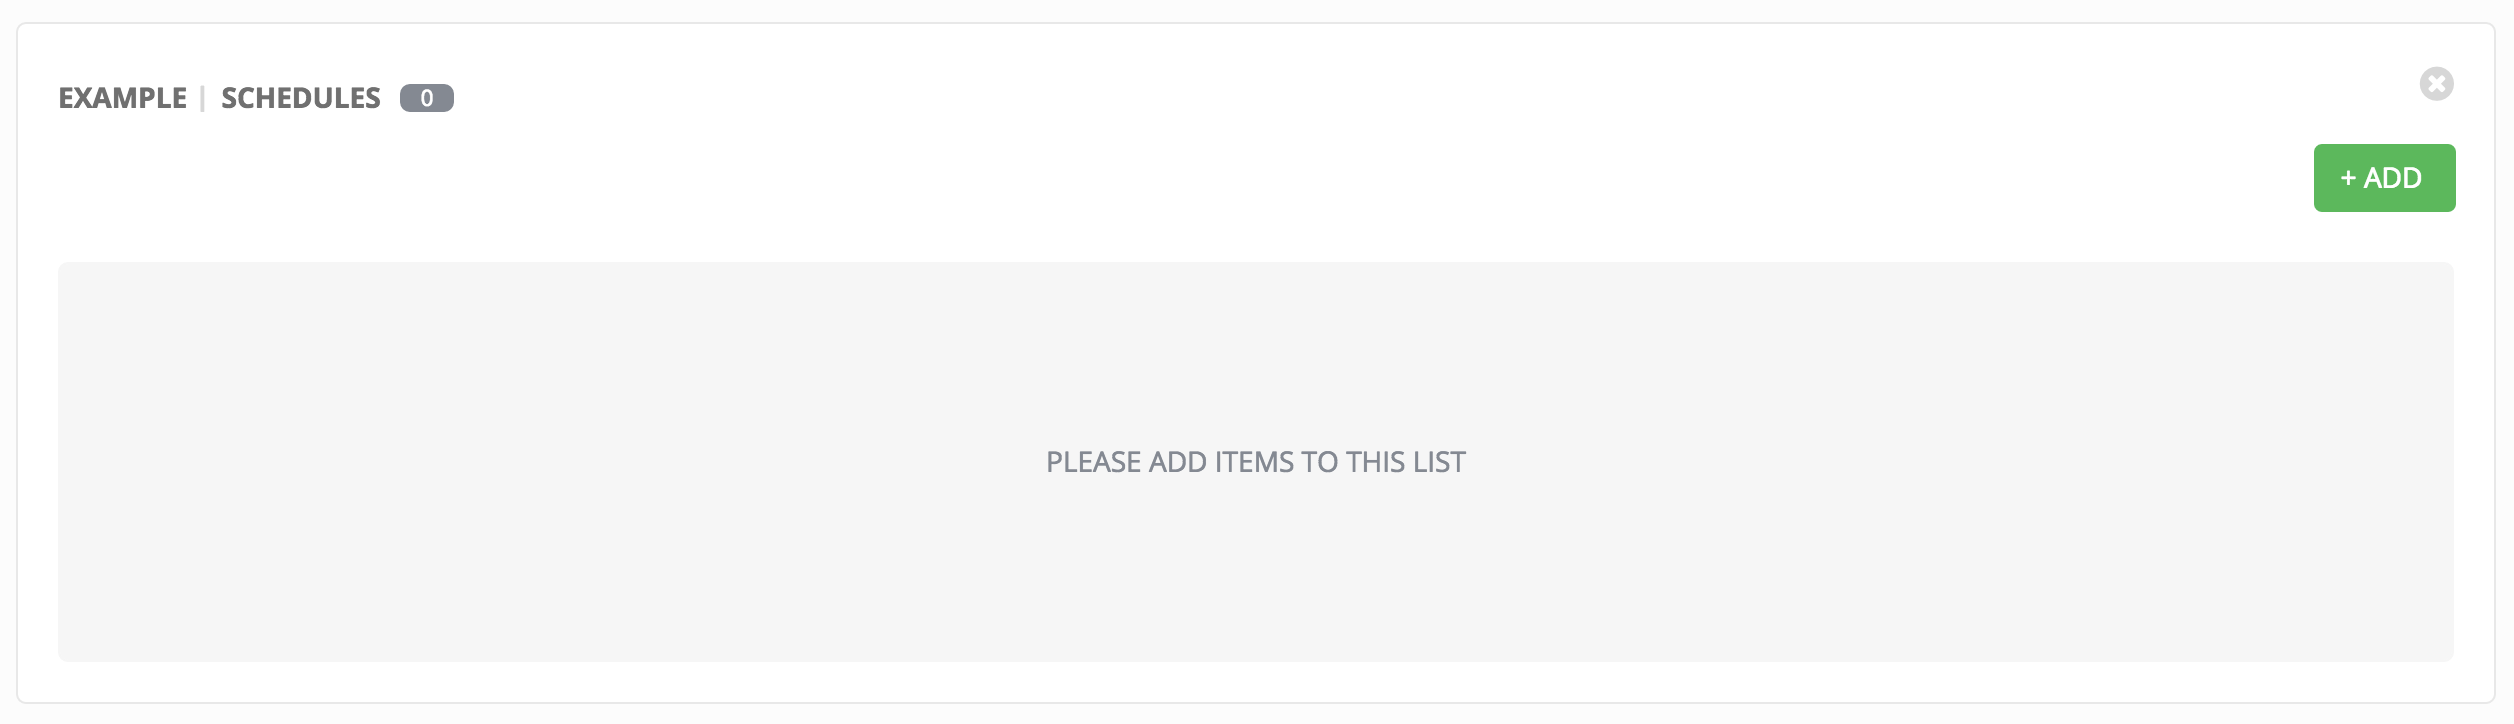 EXAMPLE | SCHEDULES 0
+ ADD
PLEASE ADD ITEMS TO THIS LIST